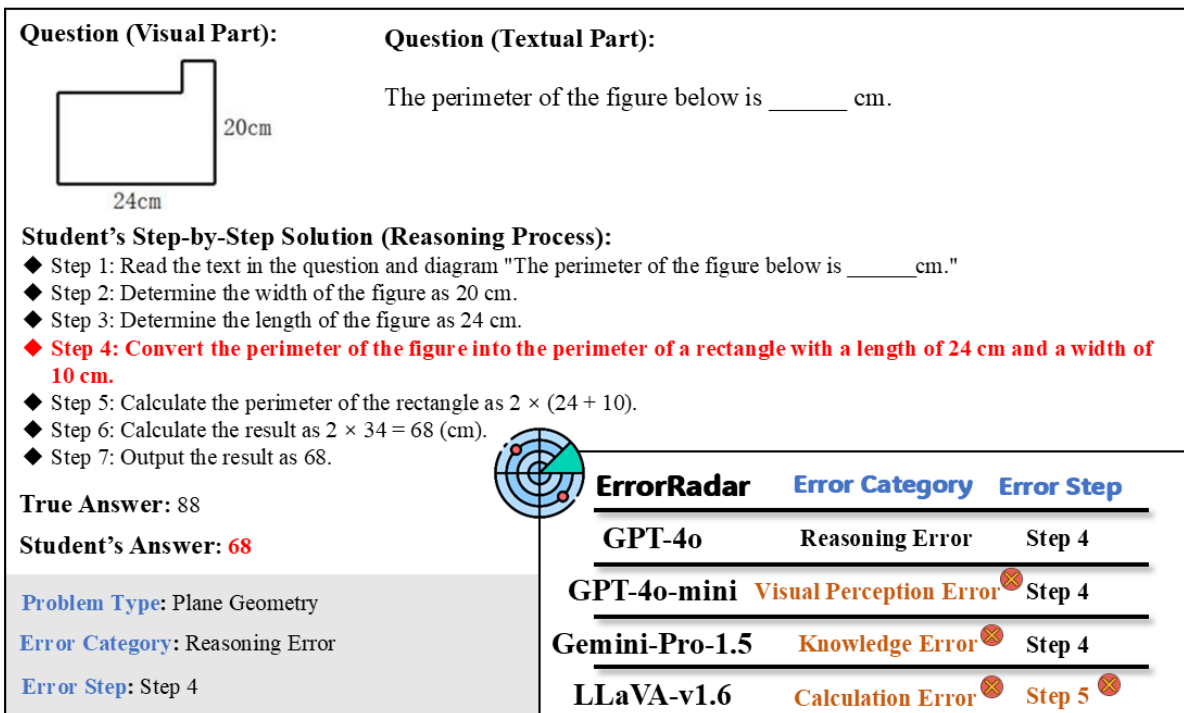 Question (Visual Part):
Question (Textual Part):
The perimeter of the figure below is ______ cm.
20cm
24cm
Student’s Step-by-Step Solution (Reasoning Process):
◆ Step 1: Read the text in the question and diagram "The perimeter of the figure below is ______cm."
◆ Step 2: Determine the width of the figure as 20 cm.
◆ Step 3: Determine the length of the figure as 24 cm.
◆ Step 4: Convert the perimeter of the figure into the perimeter of a rectangle with a length of 24 cm and a width of
10 cm.
◆ Step 5: Calculate the perimeter of the rectangle as 2 × (24 + 10).
◆ Step 6: Calculate the result as 2 × 34 = 68 (cm).
◆ Step 7: Output the result as 68.
True Answer: 88
Student’s Answer: 68
Problem Type: Plane Geometry
Error Category: Reasoning Error
Error Step: Step 4
ErrorRadar Error Category Error Step
GPT-4o Reasoning Error Step 4
GPT-4o-mini Visual Perception Error Step 4
Gemini-Pro-1.5 Knowledge Error Step 4
LLaVA-v1.6 Calculation Error Step 5